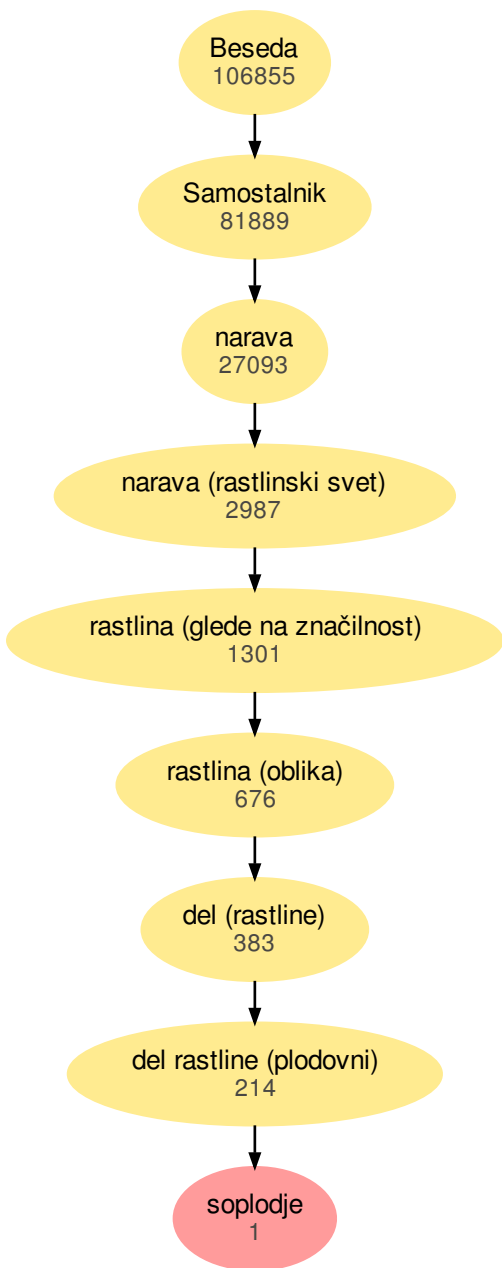 Beseda
106855
Samostalnik
81889
narava
27093
narava (rastlinski svet)
2987
rastlina (glede na značilnost)
1301
rastlina (oblika)
676
del (rastline)
383
del rastline (plodovni)
214
soplodje
1